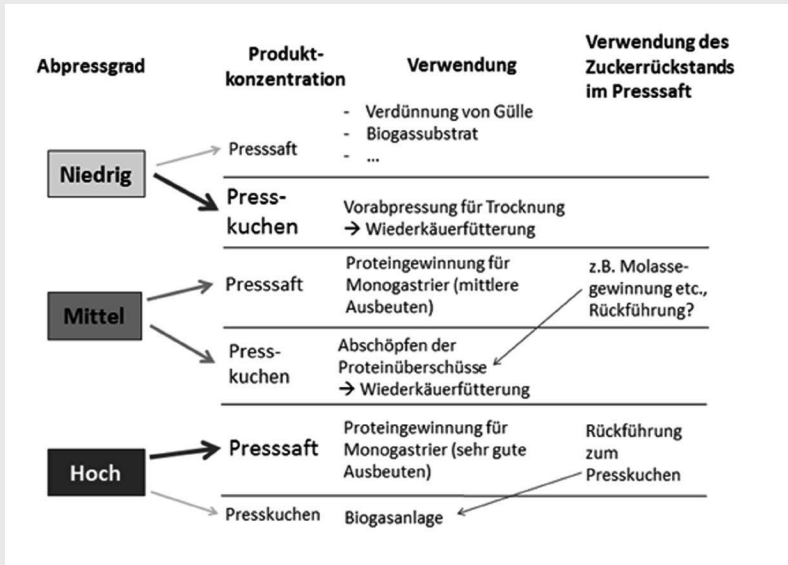 Abpressgrad
Produkt-
konzentration
Verwendung
Verwendung des
Zuckerrückstands
im Presssaft
Niedrig
Presssaft
- Verdünnung von Gülle
- Biogassubstrat
- ...
Press-
kuchen
Vorabpressung für Trocknung
→ Wiederkäuerfütterung
Mittel
Presssaft
Proteingewinnung für
Monogastrier (mittlere
Ausbeuten)
z.B. Molasse-
gewinnung etc.,
Rückführung?
Press-
kuchen
Abschöpfen der
Proteinüberschüsse
→ Wiederkäuerfütterung
Hoch
Presssaft
Proteingewinnung für
Monogastrier (sehr gute
Ausbeuten)
Rückführung
zum
Presskuchen
Presskuchen
Biogasanlage